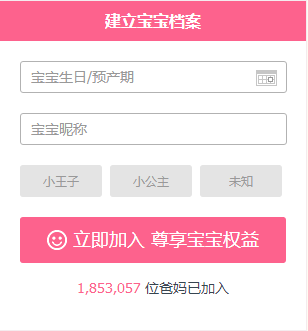 建立宝宝档案
宝宝生日/预产期
宝宝昵称
小王子 小公主 未知
立即加入 尊享宝宝权益
1,853,057 位爸妈已加入